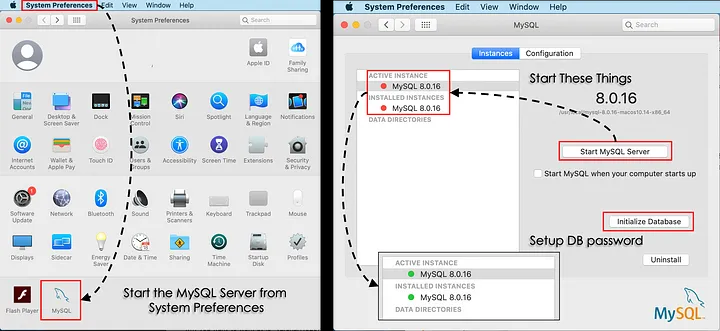 System Preferences Edit View Window Help
System Preferences
Search
Apple ID
Family Sharing
General
Desktop & Screen Saver
Dock
Mission Control
Siri
Spotlight
Language & Region
Notifications
Internet Accounts
Wallet & Apple Pay
Touch ID
Users & Groups
Accessibility
Screen Time
Extensions
Security & Privacy
1
Software Update
Network
Bluetooth
Sound
Printers & Scanners
Keyboard
Trackpad
Mouse
Displays
Sidecar
Energy Saver
Date & Time
Sharing
Time Machine
Startup Disk
Profiles
Flash Player
MySQL
Start the MySQL Server from
System Preferences
System Preferences Edit View Window Help
MySQL
Search
Instances
Configuration
ACTIVE INSTANCE
MySQL 8.0.16
INSTALLED INSTANCES
MySQL 8.0.16
DATA DIRECTORIES
Start These Things
8.0.16
/usr/local/mysql-8.0.16-macos10.14-x86_64
Start MySQL Server
Start MySQL when your computer starts up
Initialize Database
Setup DB password
Uninstall
ACTIVE INSTANCE
MySQL 8.0.16
INSTALLED INSTANCES
MySQL 8.0.16
DATA DIRECTORIES
MySQL